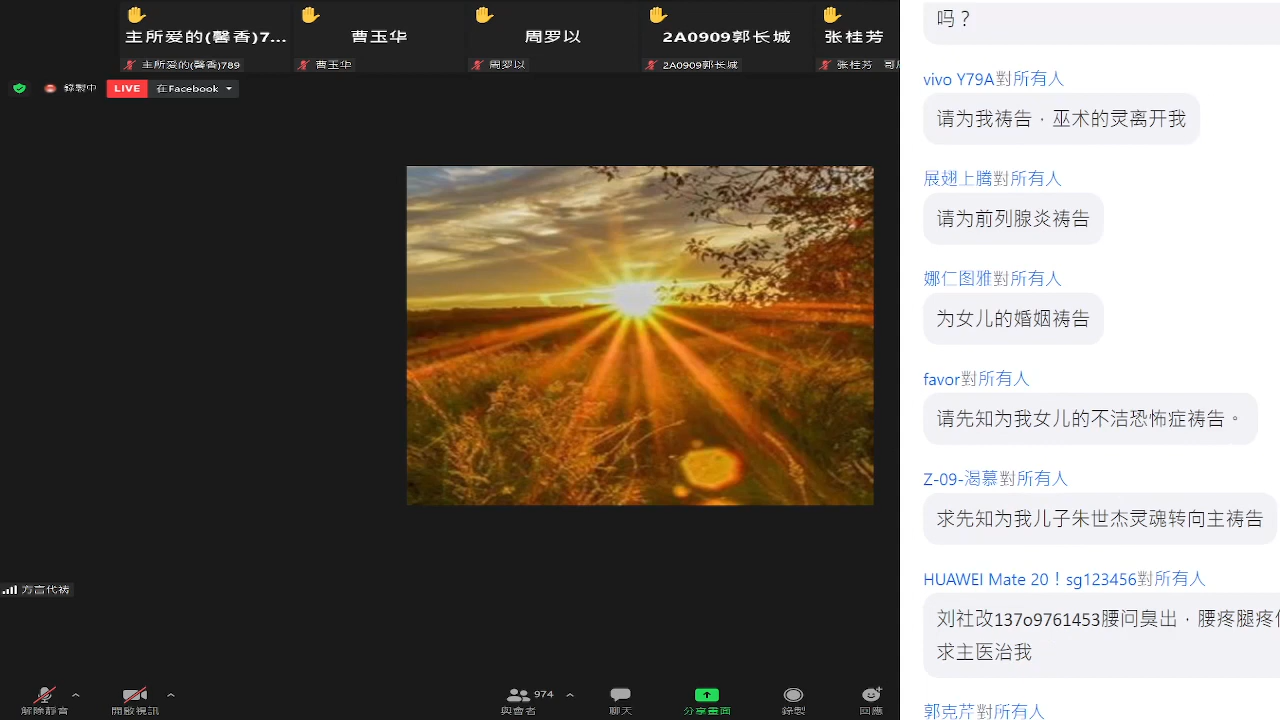 主所爱的(馨香)7...
曹玉华
周罗以
2A0909郭长城
张桂芳
主所爱的(馨香)789
曹玉华
周罗以
2A0909郭长城
张桂芳
錄製中
LIVE
在Facebook
方言代祷
解除靜音
開啟視訊
974
與會者
聊天
分享畫面
錄製
回應
吗？
vivo Y79A對所有人
请为我祷告，巫术的灵离开我
展翅上腾對所有人
请为前列腺炎祷告
娜仁图雅對所有人
为女儿的婚姻祷告
favor對所有人
请先知为我女儿的不洁恐怖症祷告。
Z-09-渴慕對所有人
求先知为我儿子朱世杰灵魂转向主祷告
HUAWEI Mate 20！sg123456對所有人
刘社改137o9761453腰问臭出，腰疼腿疼
求主医治我
郭克芹對所有人